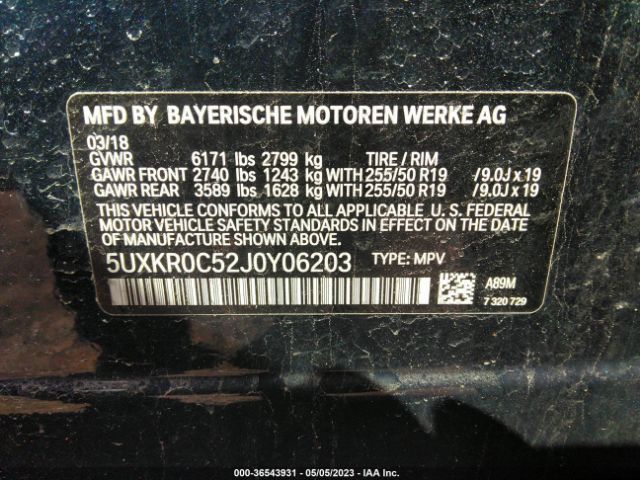 MFD BY BAYERISCHE MOTOREN WERKE AG
03/18
GVWR 6171 lbs 2799 kg TIRE / RIM
GAWR FRONT 2740 lbs 1243 kg WITH 255/50 R19 /9.0J x 19
GAWR REAR 3589 lbs 1628 kg WITH 255/50 R19 /9.0J x 19
THIS VEHICLE CONFORMS TO ALL APPLICABLE U. S. FEDERAL
MOTOR VEHICLE SAFETY STANDARDS IN EFFECT ON THE DATE
OF MANUFACTURE SHOWN ABOVE.
5UXKR0C52J0Y06203 TYPE: MPV
A89M
7 320 729
000-36543931 - 05/05/2023 - IAA Inc.